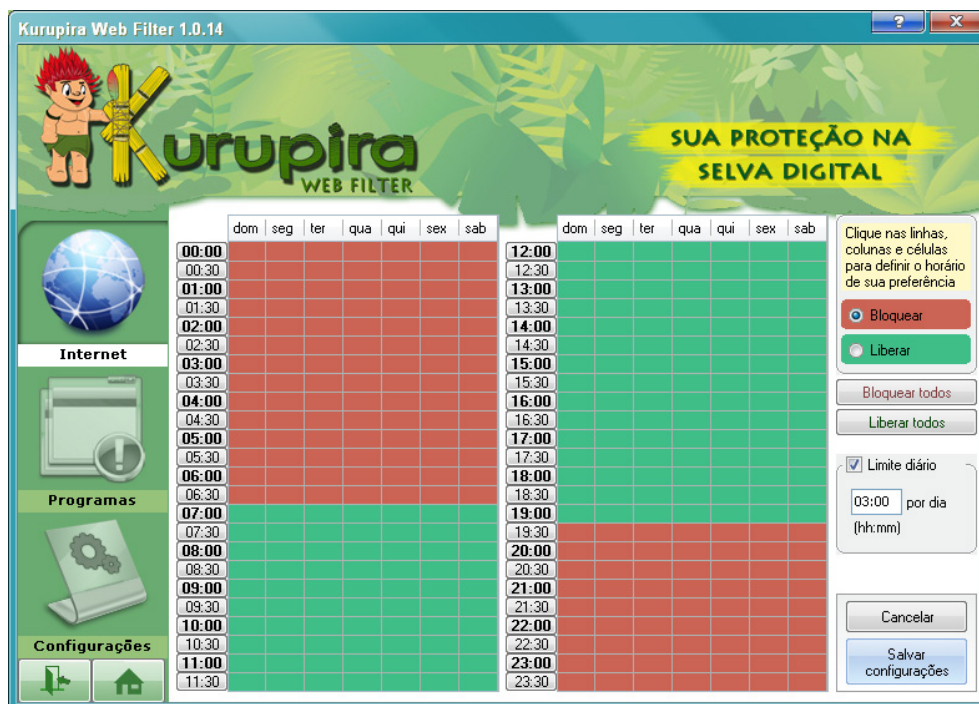 Kurupira Web Filter 1.0.14
?
X
Kurupira
WEB FILTER
SUA PROTEÇÃO NA
SELVA DIGITAL
Internet
Programas
Configurações
dom seg ter qua qui sex sab
00:00
00:30
01:00
01:30
02:00
02:30
03:00
03:30
04:00
04:30
05:00
05:30
06:00
06:30
07:00
07:30
08:00
08:30
09:00
09:30
10:00
10:30
11:00
11:30
dom seg ter qua qui sex sab
12:00
12:30
13:00
13:30
14:00
14:30
15:00
15:30
16:00
16:30
17:00
17:30
18:00
18:30
19:00
19:30
20:00
20:30
21:00
21:30
22:00
22:30
23:00
23:30
Clique nas linhas,
colunas e células
para definir o horário
de sua preferência
Bloquear
Liberar
Bloquear todos
Liberar todos
Limite diário
03:00 por dia
(hh:mm)
Cancelar
Salvar
configurações